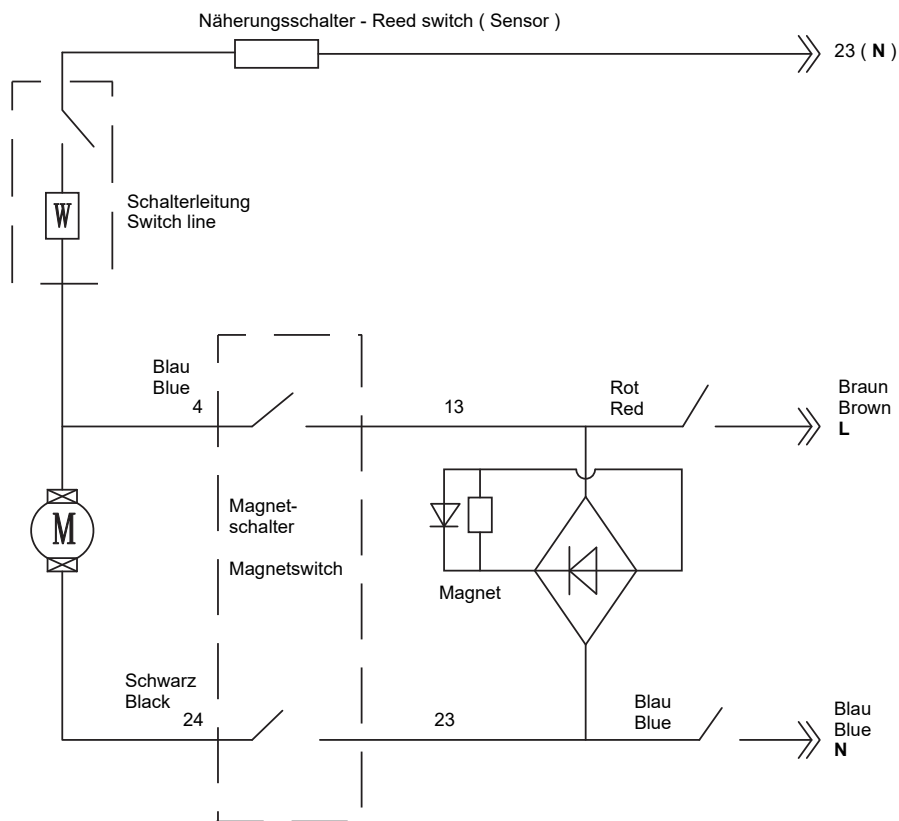 Näherungsschalter - Reed switch ( Sensor )
23 ( N )
W
Schalterleitung
Switch line
Blau
Blue
4
13
Rot
Red
Braun
Brown
L
M
Magnet-
schalter
Magnetswitch
Magnet
Schwarz
Black
24
23
Blau
Blue
Blau
Blue
N